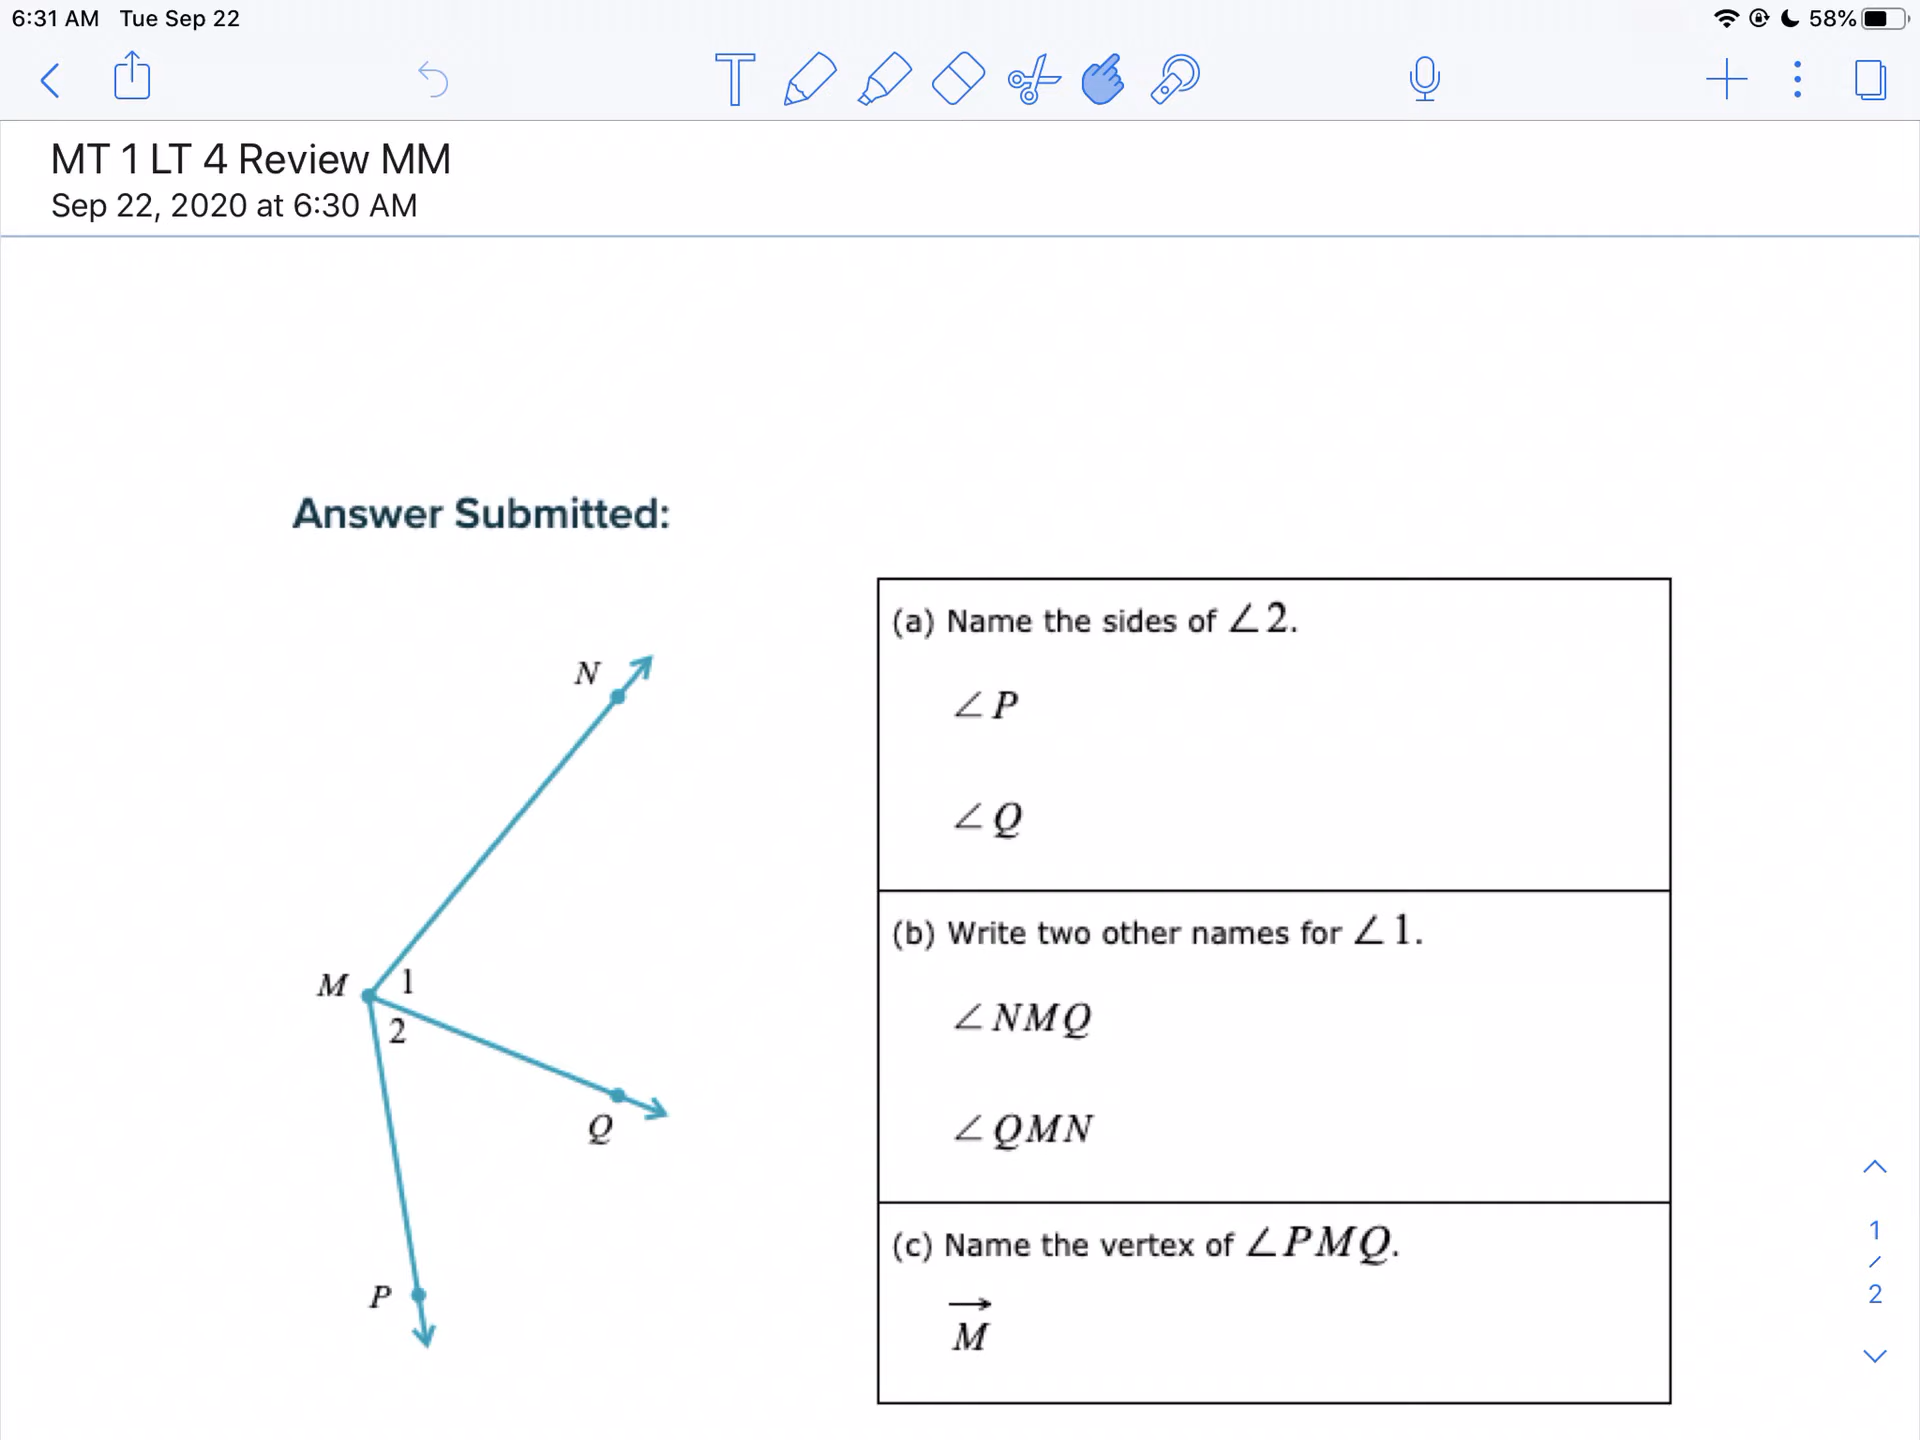 6:31 AM Tue Sep 22
58%
MT 1 LT 4 Review MM
Sep 22, 2020 at 6:30 AM
Answer Submitted:
N
M
1
2
Q
P
(a) Name the sides of ∠2.
∠P
∠Q
(b) Write two other names for ∠1.
∠NMQ
∠QMN
(c) Name the vertex of ∠PMQ.
→
M
1
/
2